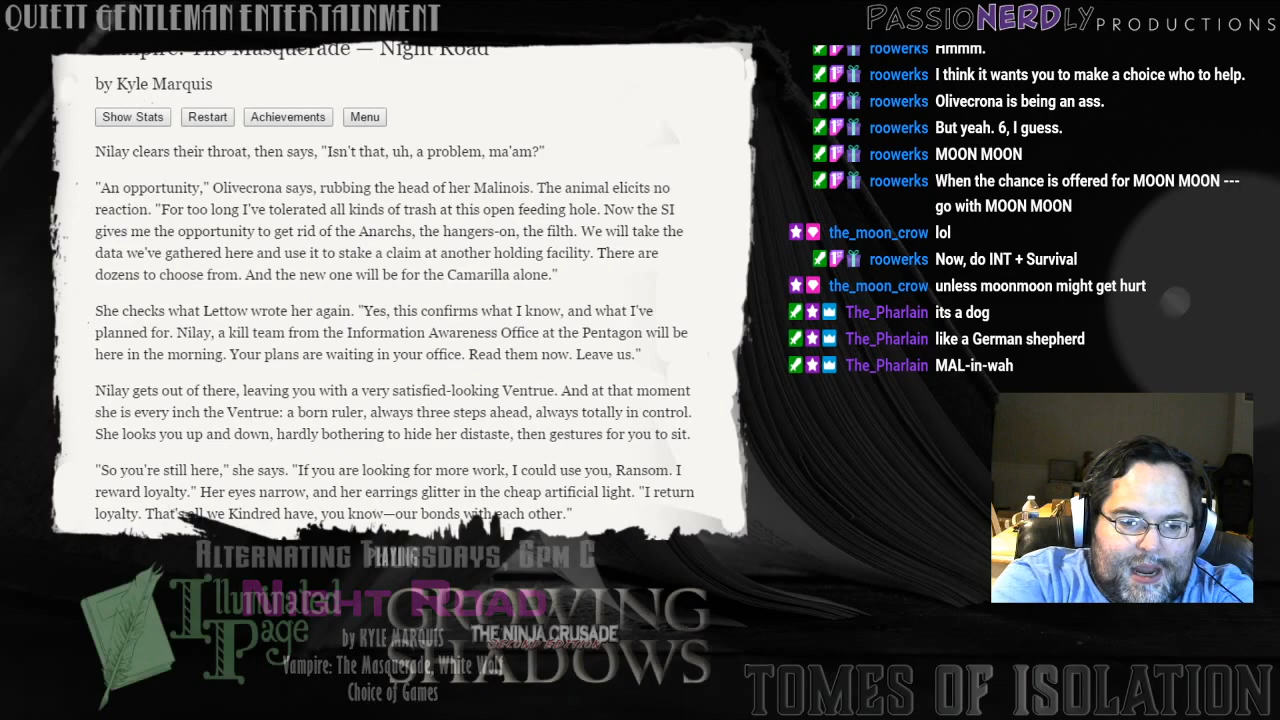 QUIETT GENTLEMAN ENTERTAINMENT
PASSIONERDLY PRODUCTIONS
Vampire: The Masquerade — Night Road
by Kyle Marquis
Show Stats
Restart
Achievements
Menu
Nilay clears their throat, then says, "Isn't that, uh, a problem, ma'am?"
"An opportunity," Olivecrona says, rubbing the head of her Malinois. The animal elicits no
reaction. "For too long I've tolerated all kinds of trash at this open feeding hole. Now the SI
gives me the opportunity to get rid of the Anarchs, the hangers-on, the filth. We will take the
data we've gathered here and use it to stake a claim at another holding facility. There are
dozens to choose from. And the new one will be for the Camarilla alone."
She checks what Lettow wrote her again. "Yes, this confirms what I know, and what I've
planned for. Nilay, a kill team from the Information Awareness Office at the Pentagon will be
here in the morning. Your plans are waiting in your office. Read them now. Leave us."
Nilay gets out of there, leaving you with a very satisfied-looking Ventrue. And at that moment
she is every inch the Ventrue: a born ruler, always three steps ahead, always totally in control.
She looks you up and down, hardly bothering to hide her distaste, then gestures for you to sit.
"So you're still here," she says. "If you are looking for more work, I could use you, Ransom. I
reward loyalty." Her eyes narrow, and her earrings glitter in the cheap artificial light. "I return
loyalty. That's all we Kindred have, you know—our bonds with each other."
roowerks Hmmm.
roowerks I think it wants you to make a choice who to help.
roowerks Olivecrona is being an ass.
roowerks But yeah. 6, I guess.
roowerks MOON MOON
roowerks When the chance is offered for MOON MOON ---
go with MOON MOON
the_moon_crow lol
roowerks Now, do INT + Survival
the_moon_crow unless moonmoon might get hurt
The_Pharlain its a dog
The_Pharlain like a German shepherd
The_Pharlain MAL-in-wah
ALTERNATING THURSDAYS, 6PM C
PLAYING
Illuminated
Page
NIGHT ROAD
GROWING
SHADOWS
THE NINJA CRUSADE
SECOND EDITION
by KYLE MARQUIS
Vampire: The Masquerade, White Wolf
Choice of Games
TOMES OF ISOLATION